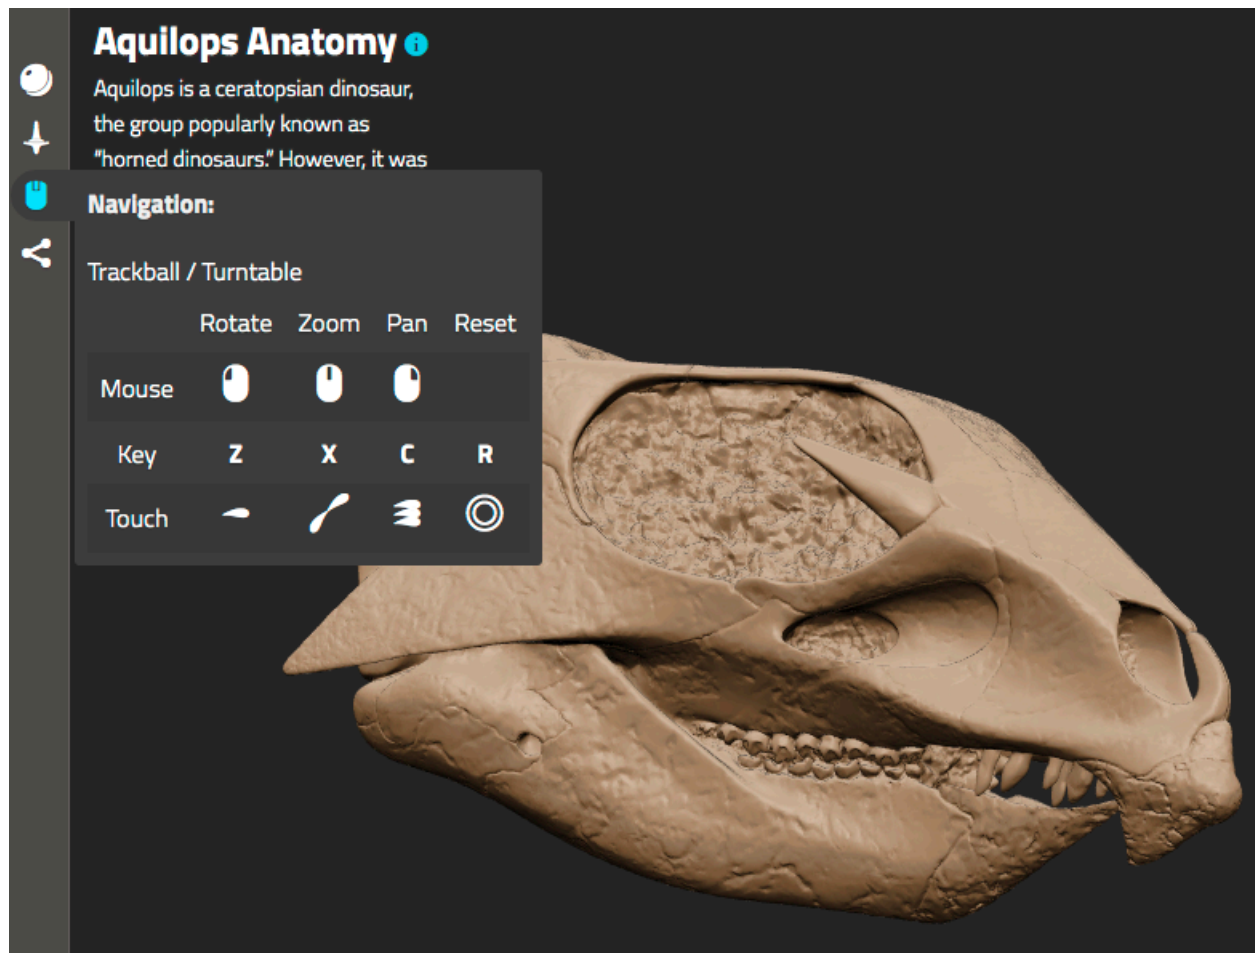 Aquilops Anatomy i
Aquilops is a ceratopsian dinosaur,
the group popularly known as
"horned dinosaurs." However, it was
Navigation:
Trackball / Turntable
Rotate Zoom Pan Reset
Mouse
Key Z X C R
Touch